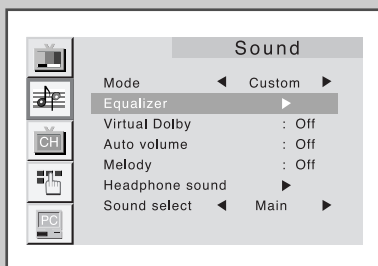 Sound
Mode ◀ Custom ▶
Equalizer ▶
Virtual Dolby : Off
Auto volume : Off
Melody : Off
Headphone sound ▶
Sound select ◀ Main ▶
CH
PC